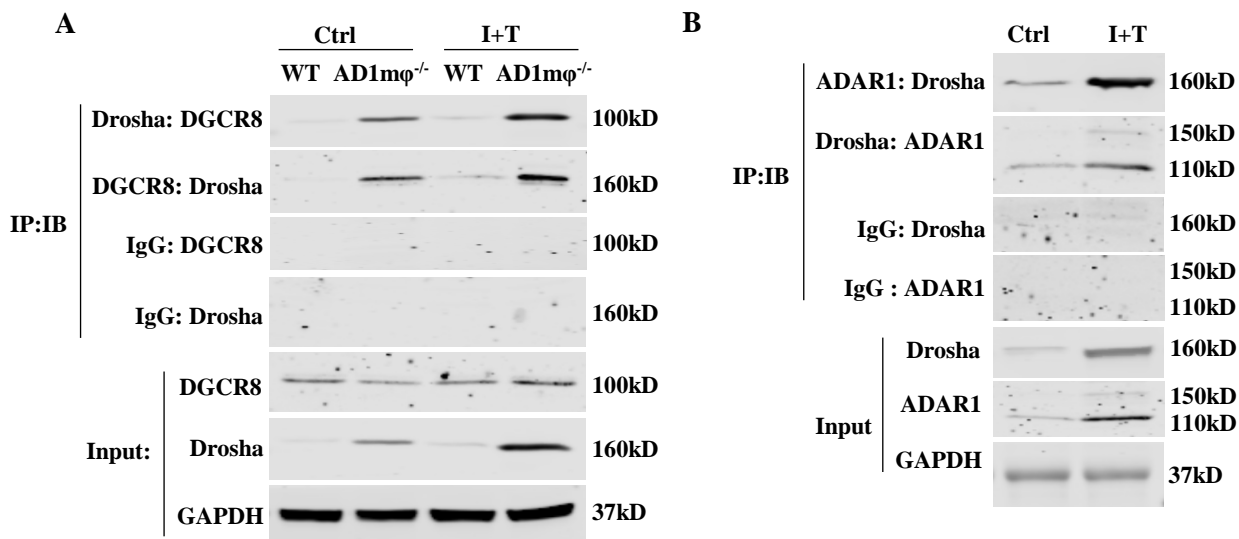 A
Ctrl I+T
WT AD1mφ-/- WT AD1mφ-/-
IP:IB
Drosha: DGCR8 100kD
DGCR8: Drosha 160kD
IgG: DGCR8 100kD
IgG: Drosha 160kD
Input:
DGCR8 100kD
Drosha 160kD
GAPDH 37kD
B
Ctrl I+T
IP:IB
ADAR1: Drosha 160kD
Drosha: ADAR1 150kD
110kD
IgG: Drosha 160kD
IgG : ADAR1 150kD
110kD
Input
Drosha 160kD
ADAR1 150kD
110kD
GAPDH 37kD